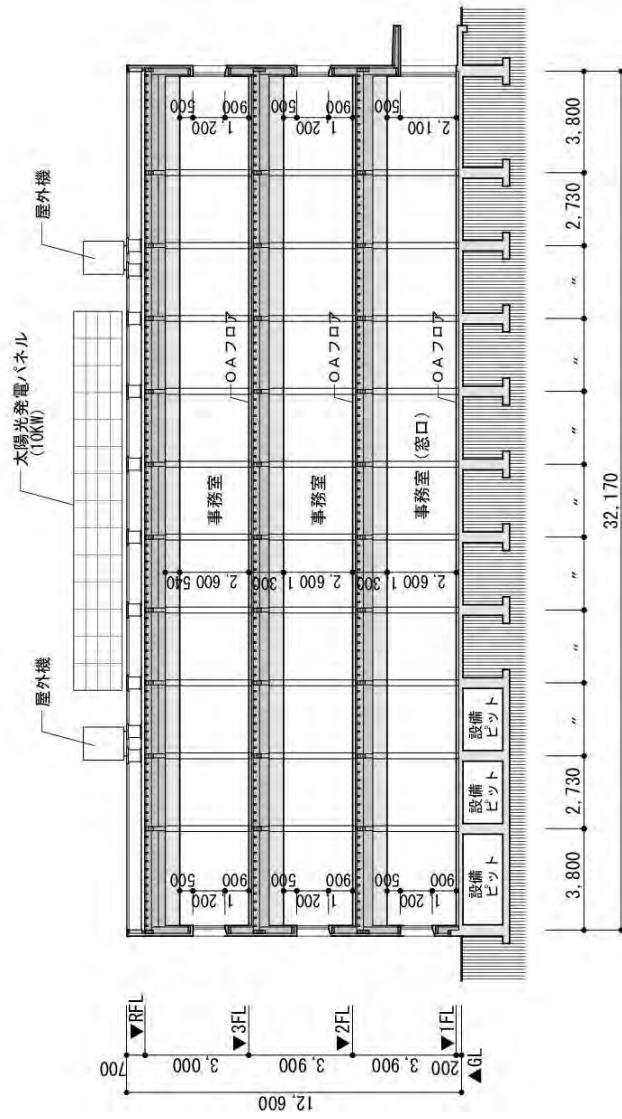 屋外機
太陽光発電パネル
(10KW)
屋外機
700
3,000
3,900
3,900
200
12,600
▼RFL
▼3FL
▼2FL
▼1FL
▲GL
500
1,200
900
540
2,600
事務室
OAフロア
500
1,200
900
500
1,200
900
1,300
2,600
事務室
OAフロア
500
1,200
900
500
1,200
900
1,300
2,600
事務室(窓口)
OAフロア
500
2,100
設備
ピット
設備
ピット
設備
ピット
3,800
2,730
〃
〃
〃
〃
〃
〃
〃
2,730
3,800
32,170